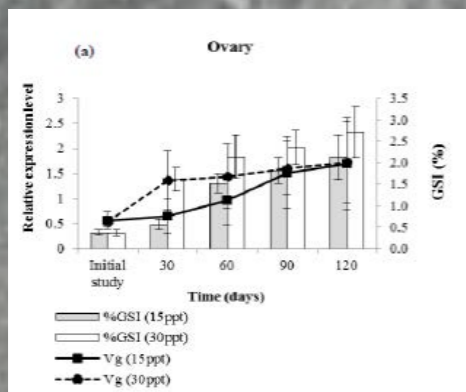 (a)
Ovary
Relative expression level
3
2.5
2
1.5
1
0.5
0
3.5
3.0
2.5
2.0
1.5
1.0
0.5
0.0
GSI (%)
Initial study
30
60
90
120
Time (days)
%GSI (15ppt)
%GSI (30ppt)
Vg (15ppt)
Vg (30ppt)